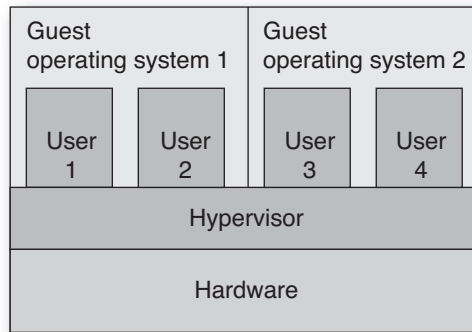 Guest
operating system 1
Guest
operating system 2
User
1
User
2
User
3
User
4
Hypervisor
Hardware